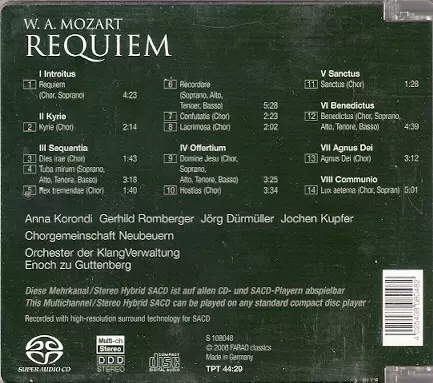 W. A. MOZART
REQUIEM
I Introitus
1 Requiem
(Chor, Soprano) 4:23
II Kyrie
2 Kyrie (Chor) 2:14
III Sequentia
3 Dies irae (Chor) 1:43
4 Tuba mirum (Soprano,
Alto, Tenore, Basso) 3:18
5 Rex tremendae (Chor) 1:35
6 Recordare
(Soprano, Alto,
Tenoer, Basso) 5:28
7 Confutatis (Chor) 2:23
8 Lacrimosa (Chor) 2:02
IV Offertium
9 Domine Jesu (Chor,
Soprano,
Alto, Tenore, Basso) 3:25
10 Hostias (Chor) 3:34
V Sanctus
11 Sanctus (Chor) 1:28
VI Benedictus
12 Benedictus (Chor, Soprano,
Alto, Tenore, Basso) 4:39
VII Agnus Dei
13 Agnus Dei (Chor) 3:12
VIII Communio
14 Lux aeterna (Chor, Sopran) 5:01
Anna Korondi Gerhild Romberger Jörg Dürmüller Jochen Kupfer
Chorgemeinschaft Neubeuern
Orchester der KlangVerwaltung
Enoch zu Guttenberg
Diese Mehrkanal/Stereo Hybrid SACD ist auf allen CD- und SACD-Playern abspielbar
This Multichannel/Stereo Hybrid SACD can be played on any standard compact disc player
Recorded with high-resolution surround technology for SACD
SUPER AUDIO CD
Multi-ch
Stereo
DDD
STEREO
COMPACT
disc
DIGITAL AUDIO
S 108048
© 2006 FARAO classics
Made in Germany
TPT 44:29